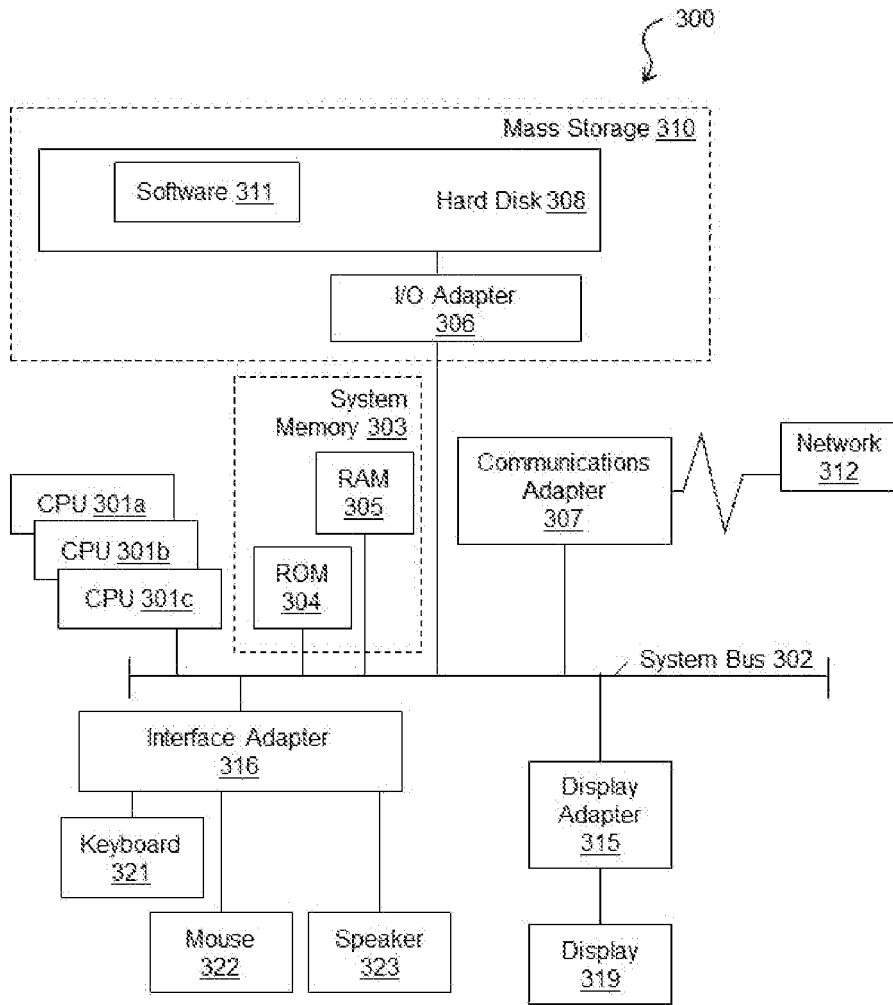 300
Mass Storage 310
Software 311
Hard Disk 308
I/O Adapter
306
System
Memory 303
RAM
305
ROM
304
CPU 301a
CPU 301b
CPU 301c
Communications
Adapter
307
Network
312
System Bus 302
Interface Adapter
316
Keyboard
321
Mouse
322
Speaker
323
Display
Adapter
315
Display
319